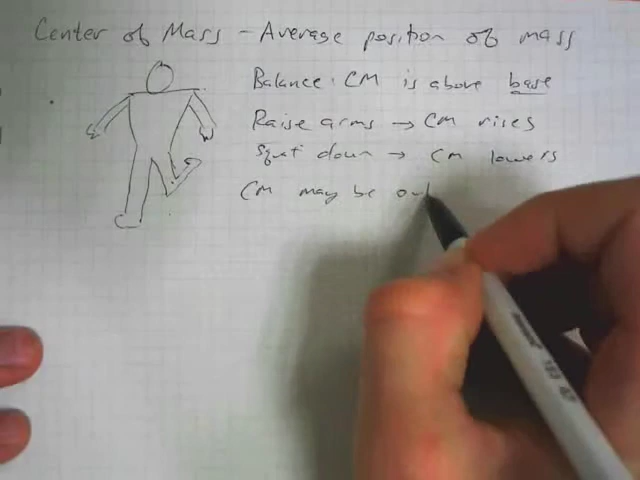 Center of Mass - Average position of mass
Balance: CM is above base
Raise arms → CM rises
Squat down → CM lowers
CM may be out